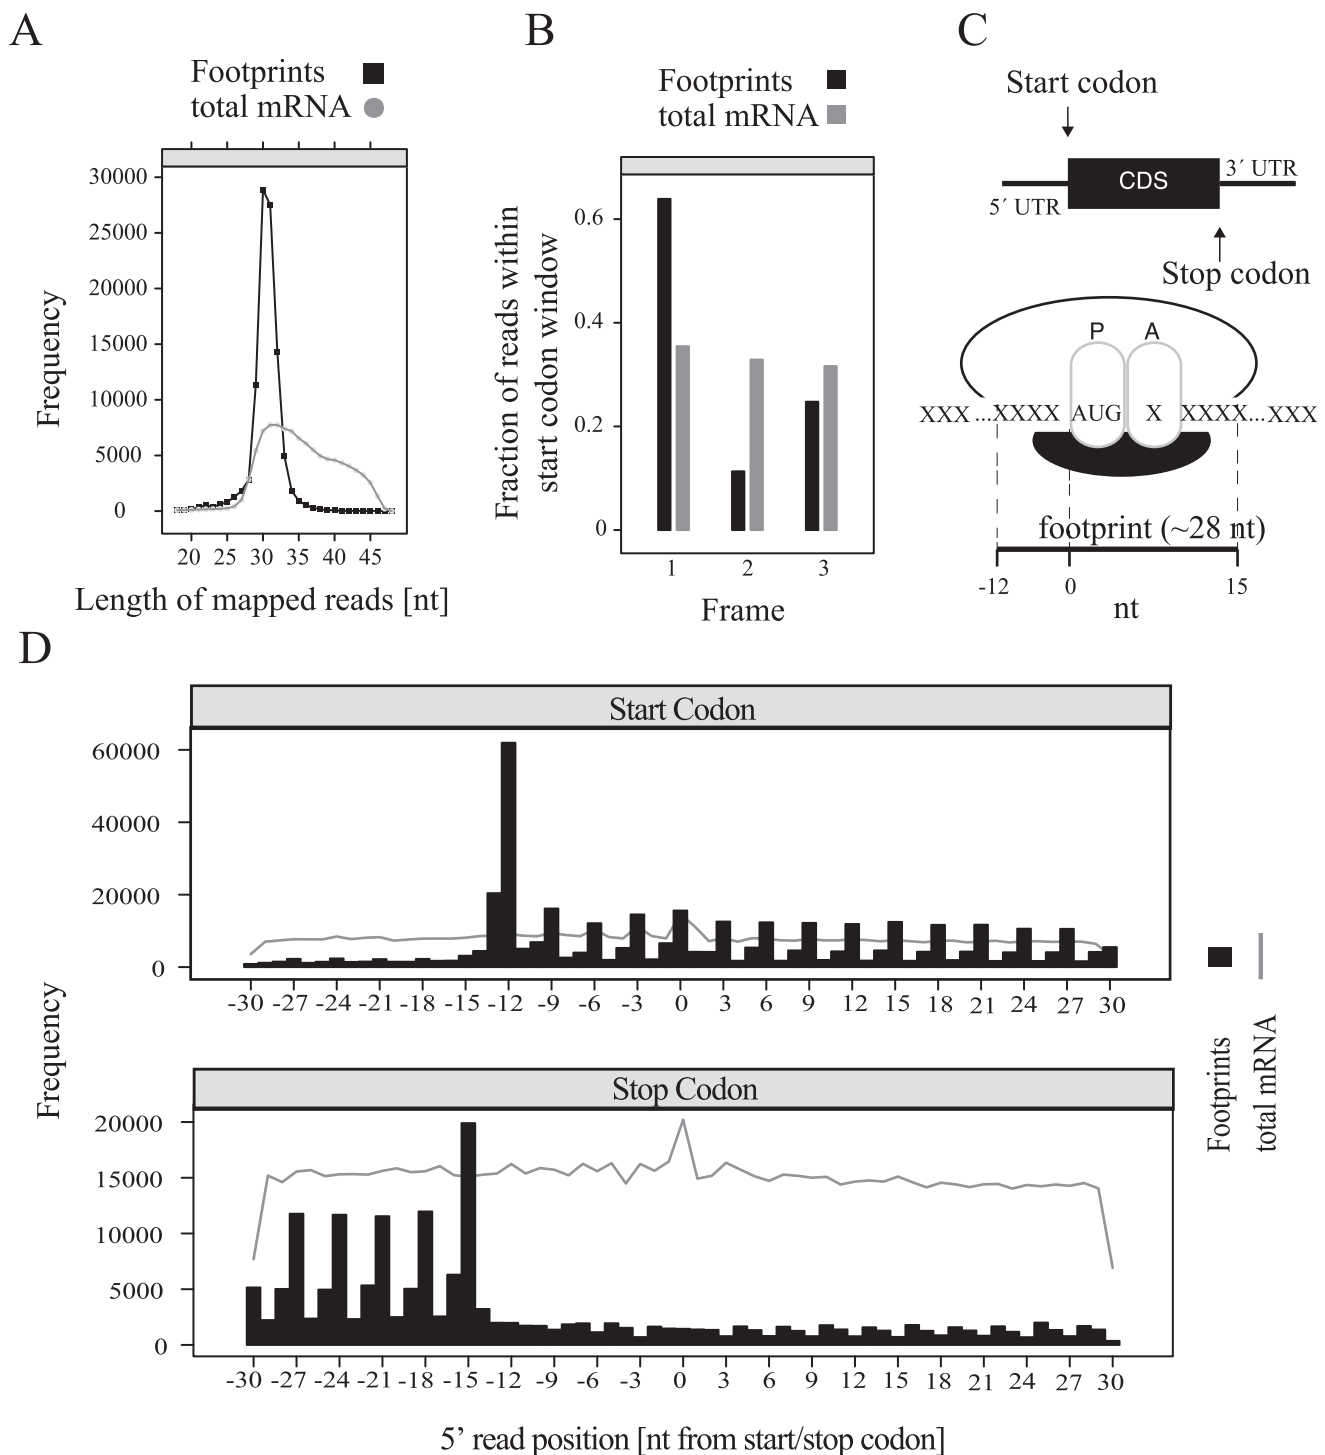 A
Footprints
total mRNA
Frequency
30000
25000
20000
15000
10000
5000
0
20 25 30 35 40 45
Length of mapped reads [nt]
B
Footprints
total mRNA
Fraction of reads within
start codon window
0.6
0.4
0.2
0
1 2 3
Frame
C
Start codon
CDS
3´ UTR
5´ UTR
Stop codon
P A
XXX ...XXXX AUG X XXXX...XXX
footprint (~28 nt)
-12 0 15
nt
D
Start Codon
60000
40000
20000
0
-30 -27 -24 -21 -18 -15 -12 -9 -6 -3 0 3 6 9 12 15 18 21 24 27 30
Frequency
Stop Codon
20000
15000
10000
5000
0
-30 -27 -24 -21 -18 -15 -12 -9 -6 -3 0 3 6 9 12 15 18 21 24 27 30
5’ read position [nt from start/stop codon]
Footprints
total mRNA